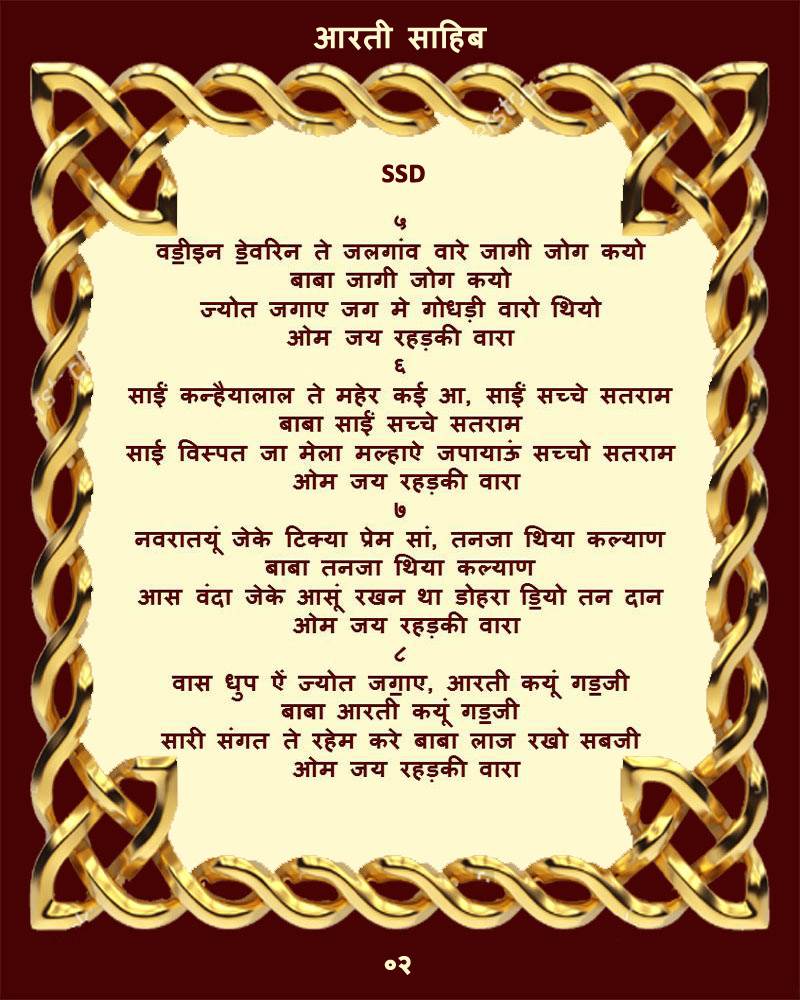 आरती साहिब
SSD
५
वड॒ीइन डे॒वरिन ते जलगांव वारे जागी जोग कयो
बाबा जागी जोग कयो
ज्योत जगाए जग मे गोधड़ी वारो थियो
ओम जय रहड़की वारा
६
साईं कन्हैयालाल ते महेर कई आ, साईं सच्चे सतराम
बाबा साईं सच्चे सतराम
साई विस्पत जा मेला मल्हाऐ जपायाऊं सच्चो सतराम
ओम जय रहड़की वारा
७
नवरातयूं जेके टिक्या प्रेम सां, तनजा थिया कल्याण
बाबा तनजा थिया कल्याण
आस वंदा जेके आसूं रखन था डोहरा डि॒यो तन दान
ओम जय रहड़की वारा
८
वास धुप ऐं ज्योत जगा॒ए, आरती कयूं गड॒जी
बाबा आरती कयूं गड॒जी
सारी संगत ते रहेम करे बाबा लाज रखो सबजी
ओम जय रहड़की वारा
०२